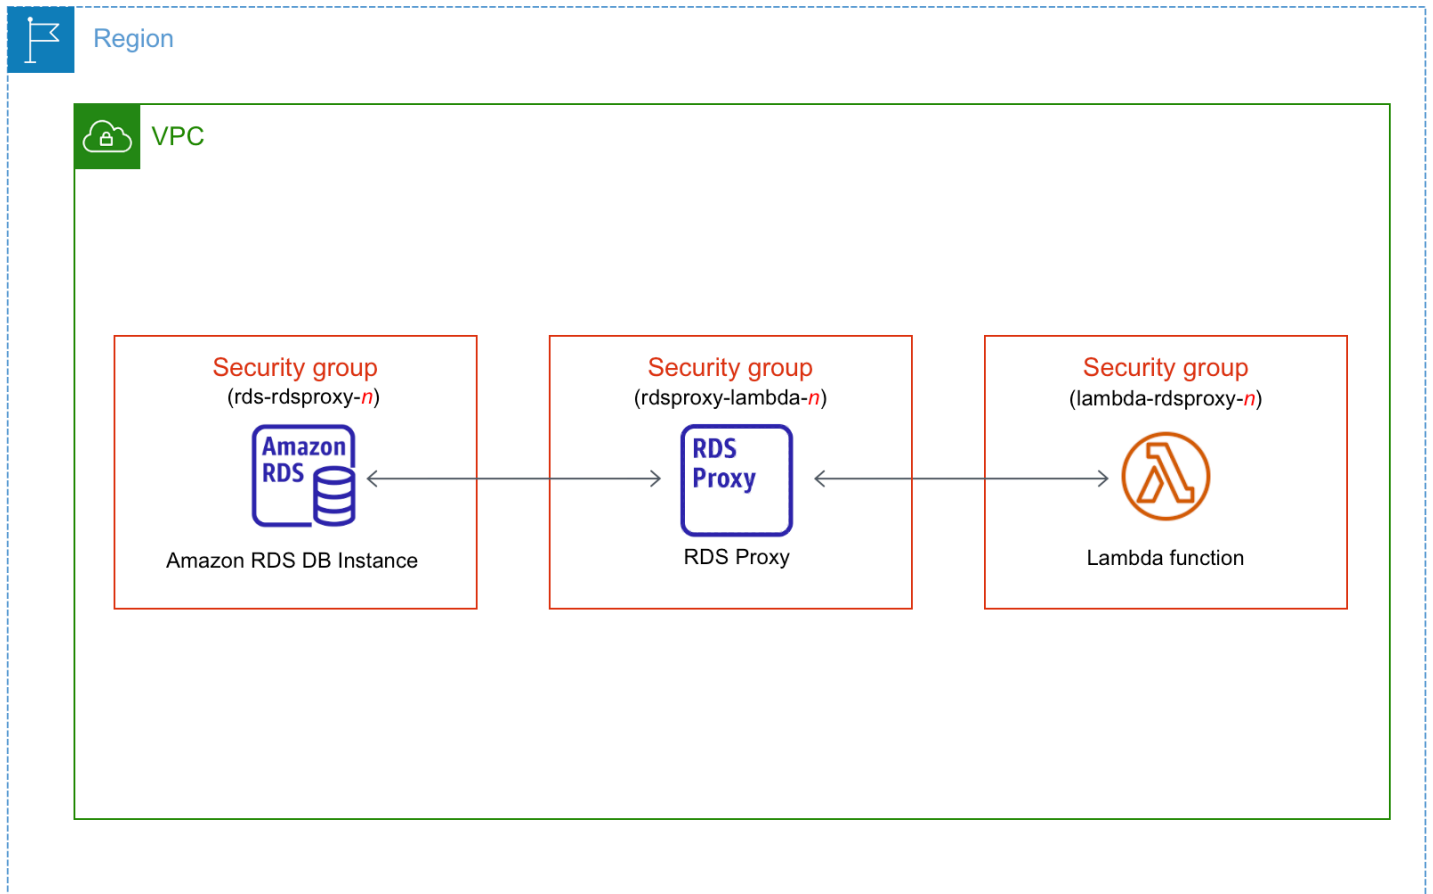 Region
VPC
Security group
(rds-rdsproxy-n)
Amazon
RDS
Amazon RDS DB Instance
Security group
(rdsproxy-lambda-n)
RDS
Proxy
RDS Proxy
Security group
(lambda-rdsproxy-n)
Lambda function